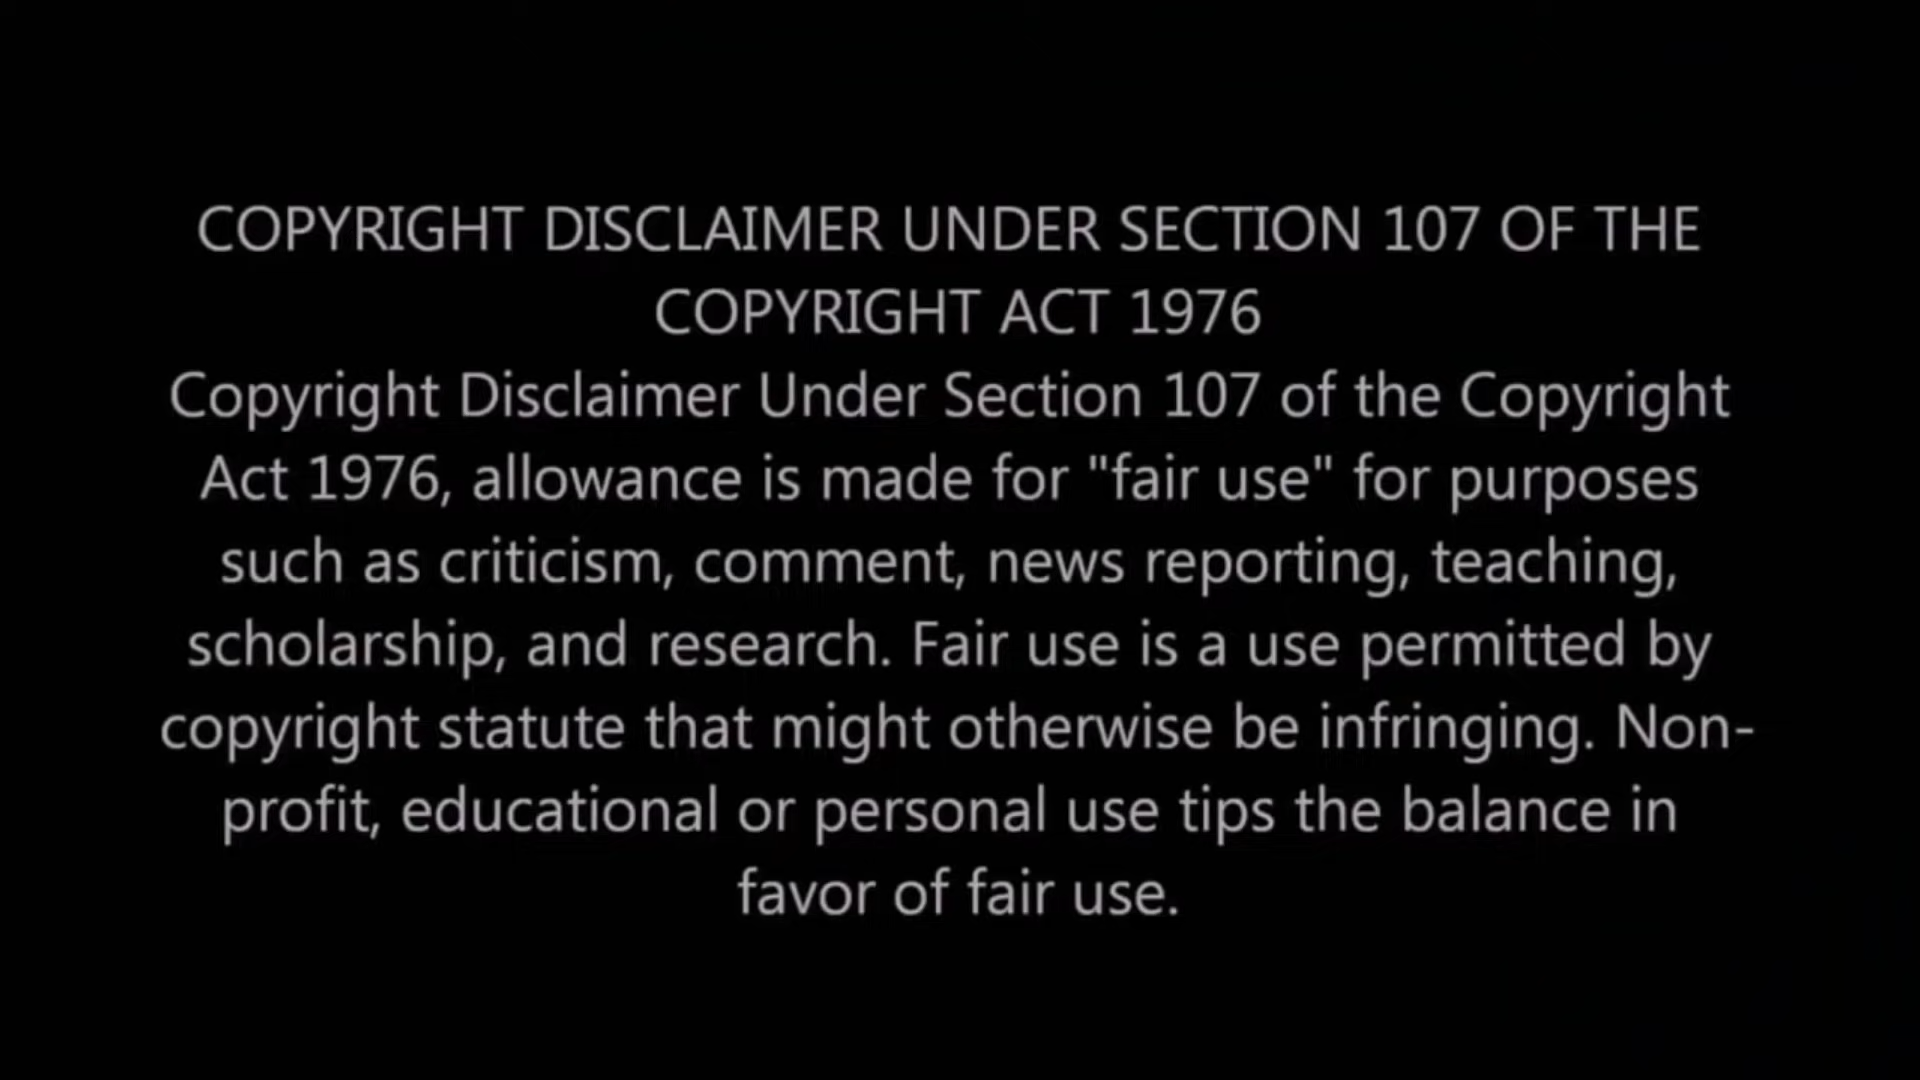 COPYRIGHT DISCLAIMER UNDER SECTION 107 OF THE
COPYRIGHT ACT 1976
Copyright Disclaimer Under Section 107 of the Copyright
Act 1976, allowance is made for "fair use" for purposes
such as criticism, comment, news reporting, teaching,
scholarship, and research. Fair use is a use permitted by
copyright statute that might otherwise be infringing. Non-
profit, educational or personal use tips the balance in
favor of fair use.